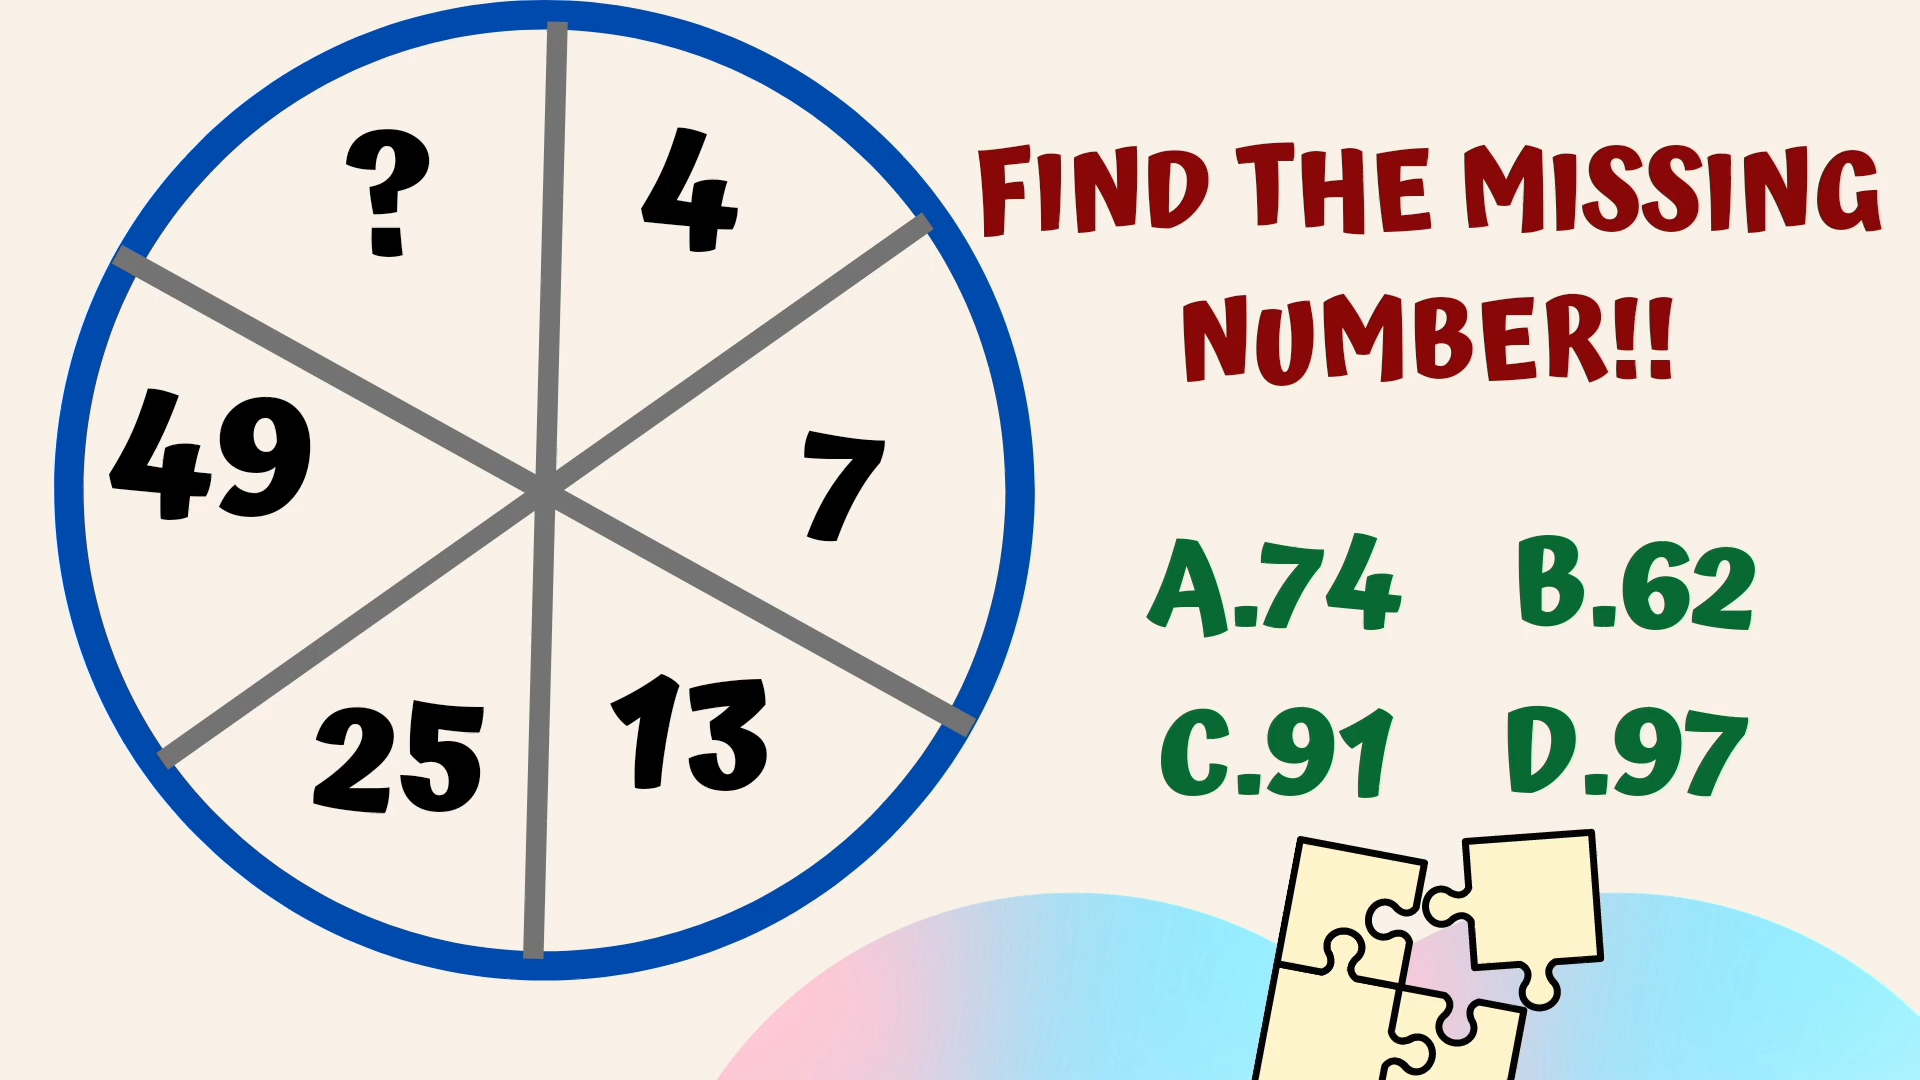 ? 4
49 7
25 13
FIND THE MISSING
NUMBER!!
A.74 B.62
C.91 D.97